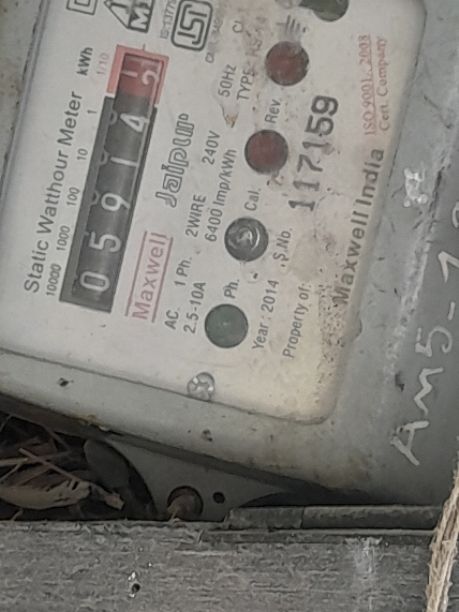 Static Watthour Meter kWh
10000 1000 100 10 1 1/10
0 5 9 1 4
Maxwell Jaipur
AC. 1 Ph. 2WIRE 240V 50Hz
2.5-10A 6400 Imp/kWh TYPE
Ph. Cal. Rev.
Year : 2014 S.No. 117159
Property of:
Maxwell India
ISO 9001: 2008
Cert. Company
AM5-